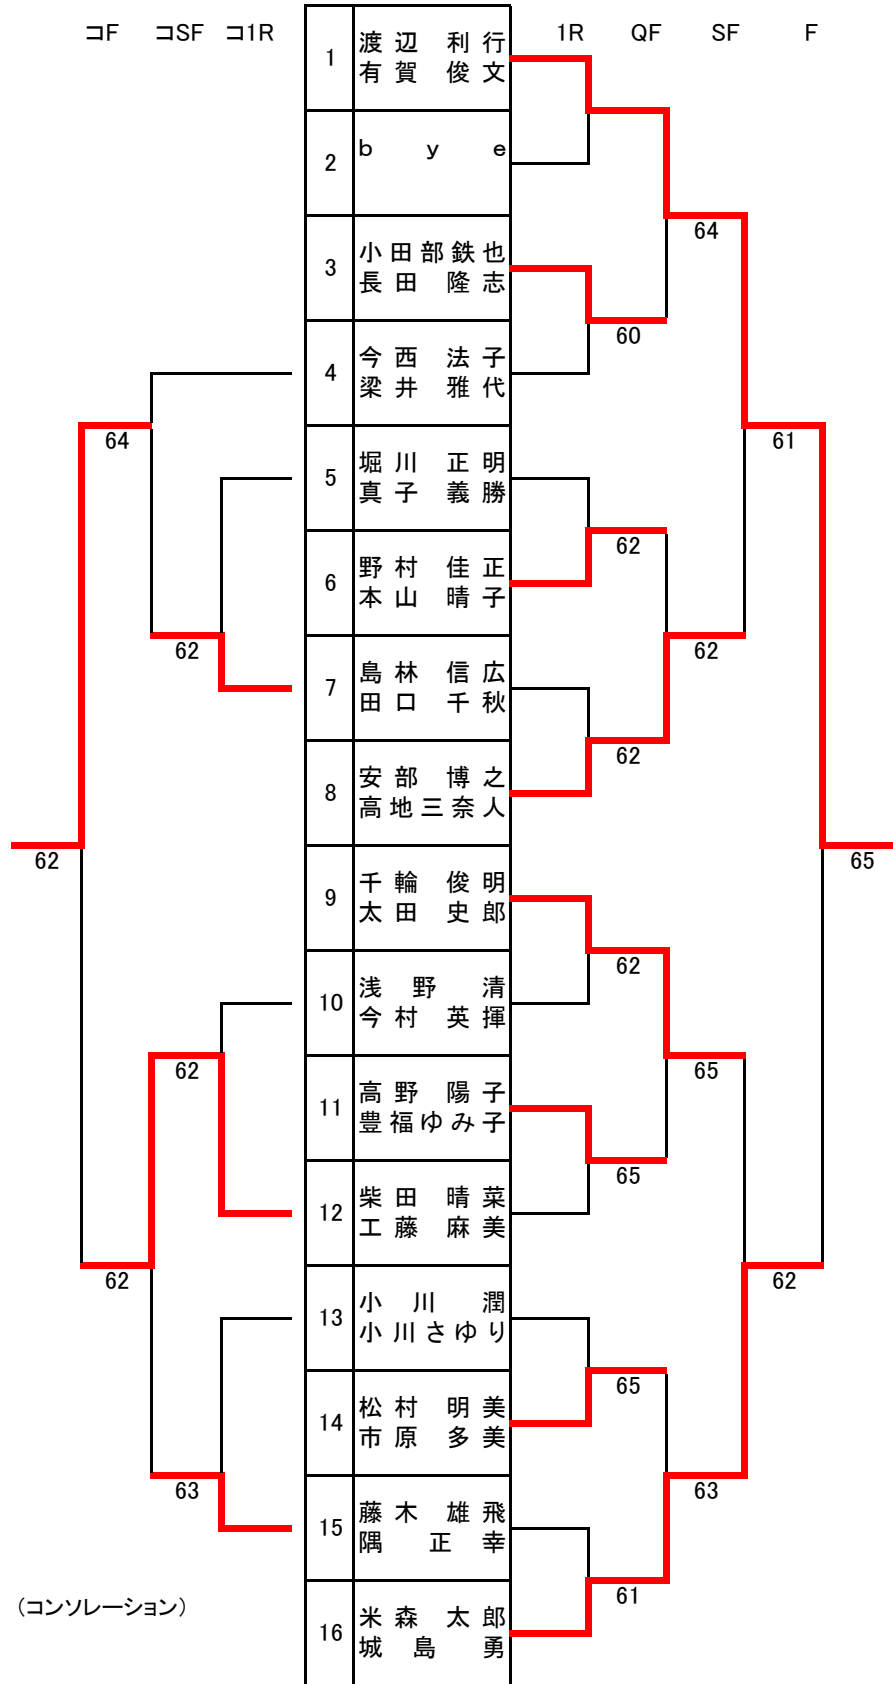 コF コSF コ1R 1R QF SF F
1 渡辺 利行
有賀 俊文
2 b y e
64
3 小田部鉄也
長田 隆志
60
4 今西 法子
梁井 雅代
64 61
5 堀川 正明
真子 義勝
62
6 野村 佳正
本山 晴子
62 62
7 島林 信広
田口 千秋
62
8 安部 博之
高地三奈人
62 65
9 千輪 俊明
太田 史郎
62
10 浅野 清
今村 英揮
62 65
11 高野 陽子
豊福ゆみ子
65
12 柴田 晴菜
工藤 麻美
62 62
13 小川 潤
小川さゆり
65
14 松村 明美
市原 多美
63 63
15 藤木 雄飛
隅 正幸
61
(コンソレーション)
16 米森 太郎
城島 勇